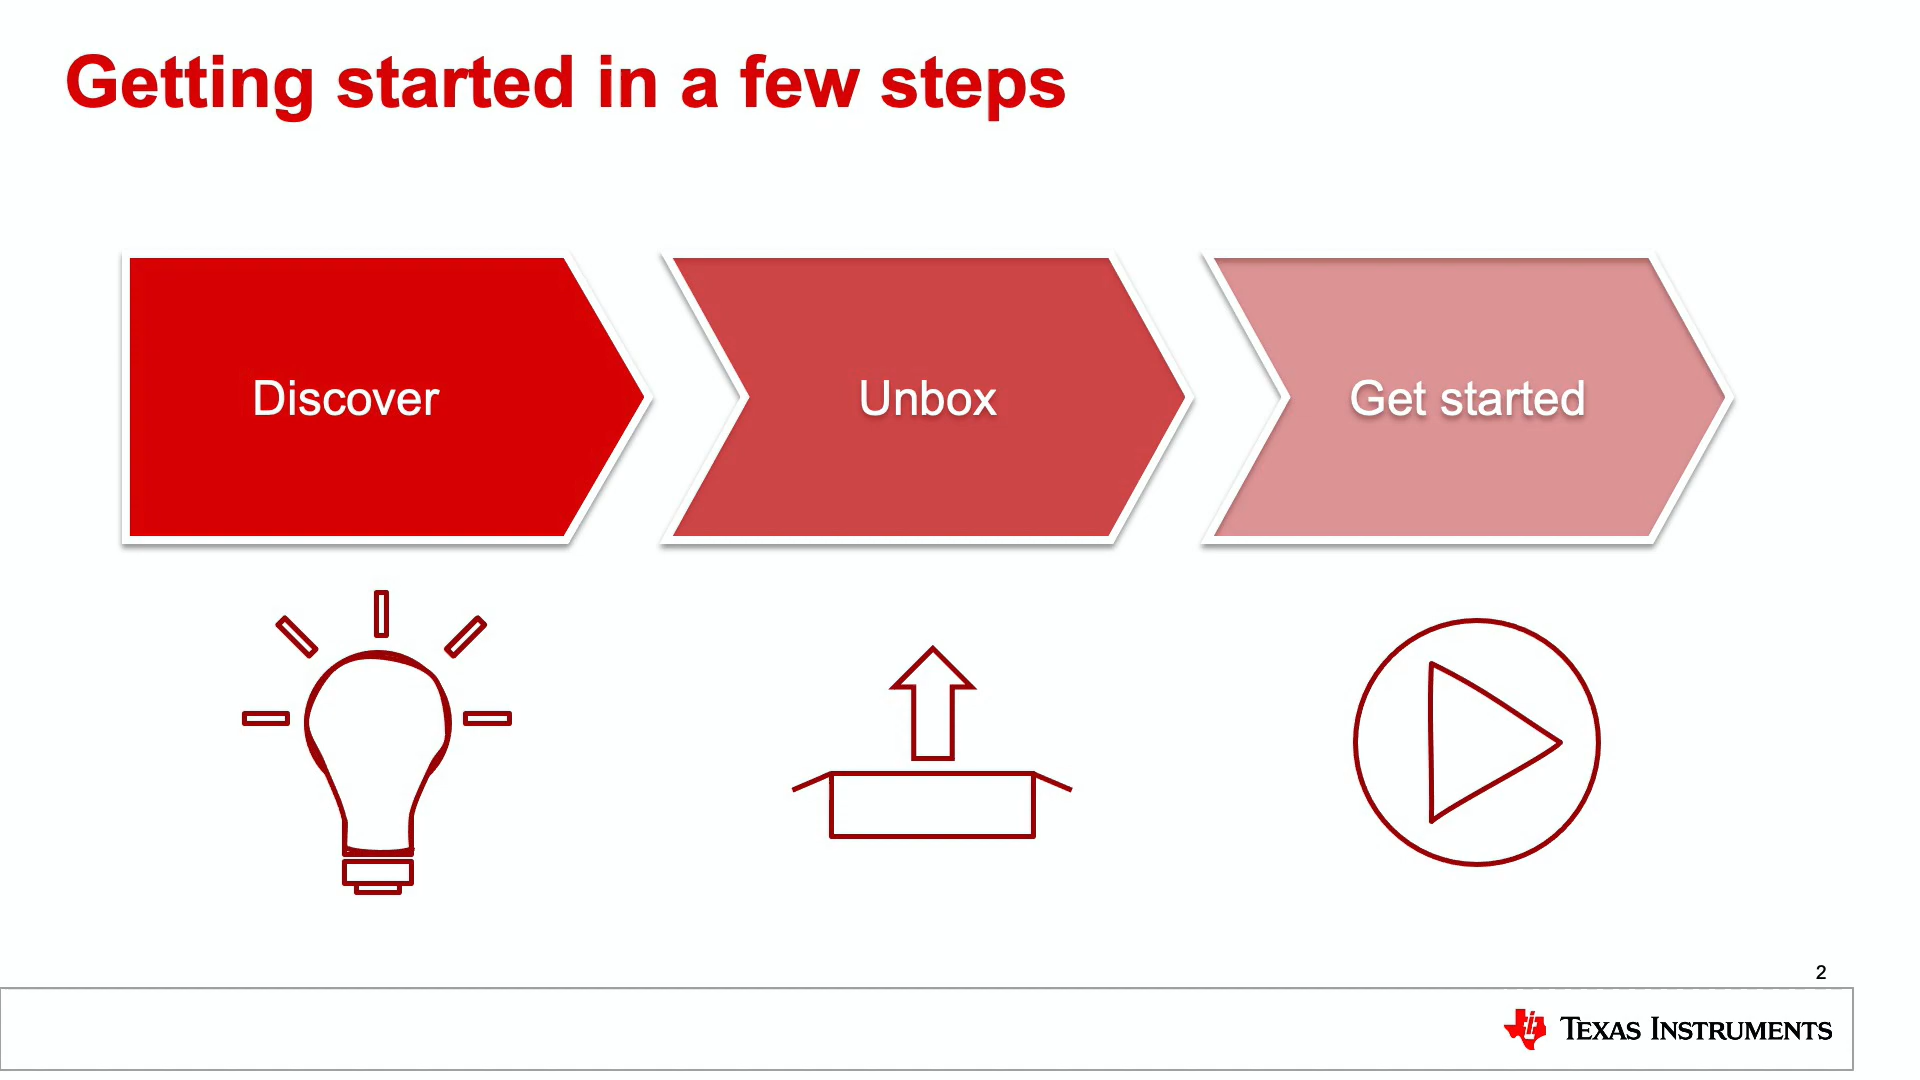 Getting started in a few steps
Discover
Unbox
Get started
2
TEXAS INSTRUMENTS